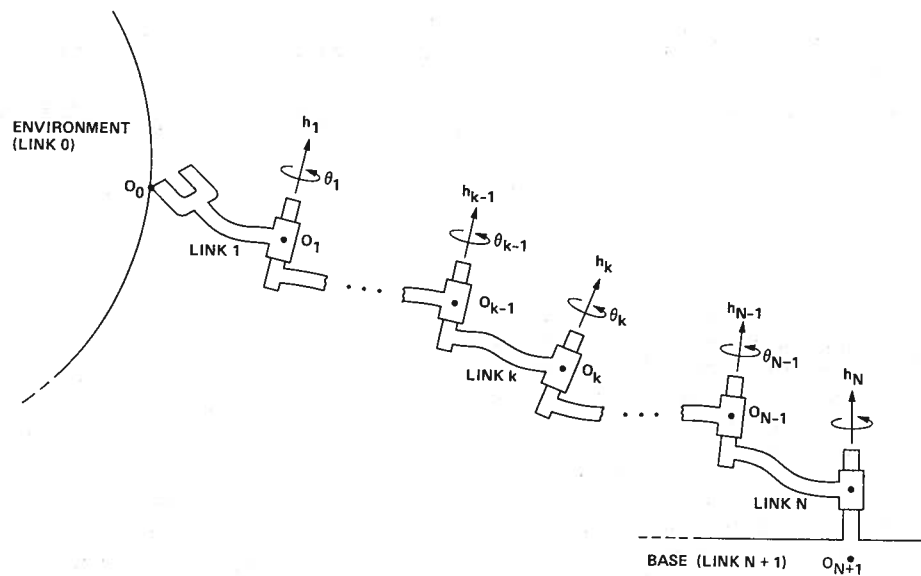 ENVIRONMENT
(LINK 0)
O0
LINK 1
h1
θ1
O1
hk-1
θk-1
Ok-1
LINK k
hk
θk
Ok
hN-1
θN-1
ON-1
hN
LINK N
BASE (LINK N + 1)
ON+1